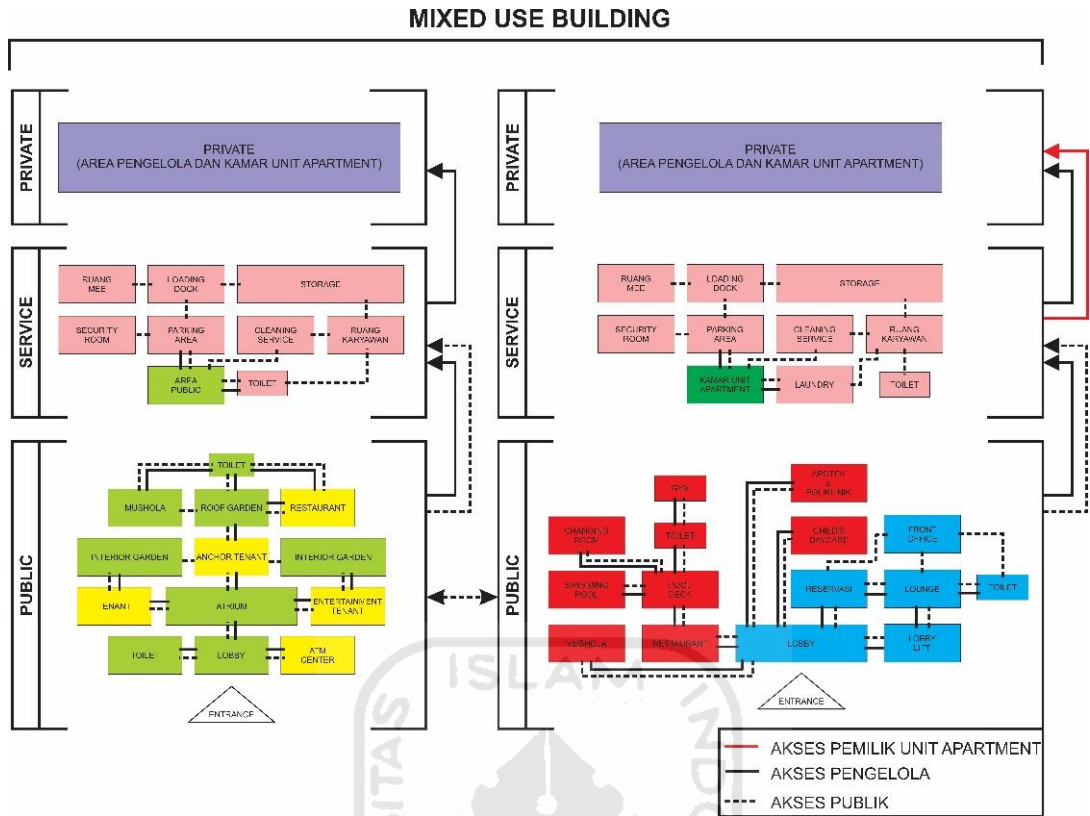 MIXED USE BUILDING
PRIVATE
PRIVATE
(AREA PENGELOLA DAN KAMAR UNIT APARTMENT)
SERVICE
RUANG
MEE
LOADING
DOCK
STORAGE
SECURITY
ROOM
PARKING
AREA
CLEANING
SERVICE
RUANG
KARYAWAN
AREA
PUBLIC
TOILET
PUBLIC
TOILET
MUSHOLA
ROOF GARDEN
RESTAURANT
INTERIOR GARDEN
ANCHOR TENANT
INTERIOR GARDEN
TENANT
ATRIUM
ENTERTAINVENT
TENANT
TOILET
LOBBY
ATM
CENTER
ENTRANCE
PRIVATE
PRIVATE
(AREA PENGELOLA DAN KAMAR UNIT APARTMENT)
SERVICE
RUANG
MEE
LOADING
DOCK
STORAGE
SECURITY
ROOM
PARKING
AREA
CLEANING
SERVICE
RUANG
KARYAWAN
KAMAR UNIT
APARTMENT
LAUNDRY
TOILET
PUBLIC
APOTEK
&
POLIKLINIK
GYM
CHANGING
ROOM
TOILET
CHILD'S
DAYCARE
FRONT
OFFICE
SWIVMING
POOL
POOL
DECK
RESERVASI
LOUNGE
TOILET
MUSHOLA
RESTAURANT
LOBBY
LOBBY
LIFT
ENTRANCE
AKSES PEMILIK UNIT APARTMENT
AKSES PENGELOLA
AKSES PUBLIK
ISLAM